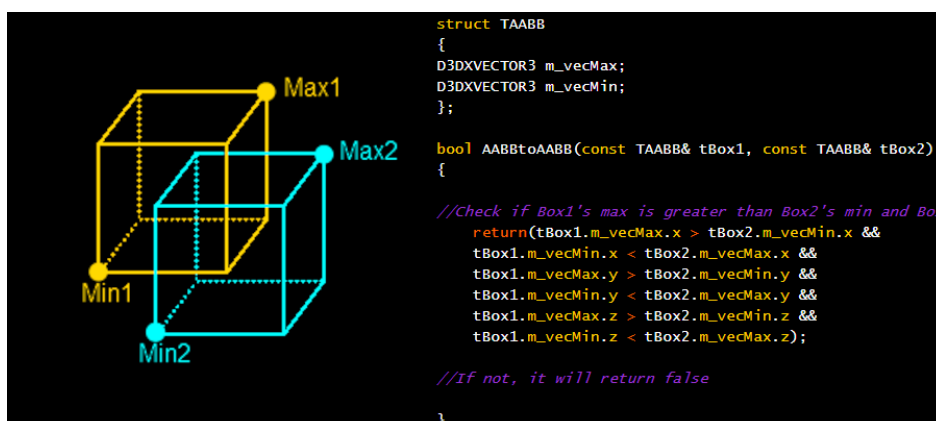 Max1
Max2
Min1
Min2
struct TAABB
{
D3DXVECTOR3 m_vecMax;
D3DXVECTOR3 m_vecMin;
};
bool AABBtoAABB(const TAABB& tBox1, const TAABB& tBox2)
{
//Check if Box1's max is greater than Box2's min and Bo
return(tBox1.m_vecMax.x > tBox2.m_vecMin.x &&
tBox1.m_vecMin.x < tBox2.m_vecMax.x &&
tBox1.m_vecMax.y > tBox2.m_vecMin.y &&
tBox1.m_vecMin.y < tBox2.m_vecMax.y &&
tBox1.m_vecMax.z > tBox2.m_vecMin.z &&
tBox1.m_vecMin.z < tBox2.m_vecMax.z);
//If not, it will return false
}